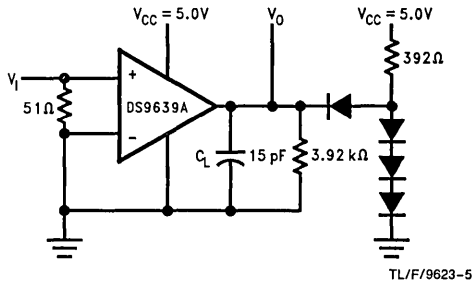 V_CC = 5.0V
V_O
V_CC = 5.0V
392Ω
V_I
+
51Ω
DS9639A
−
C_L
15 pF
3.92 kΩ
TL/F/9623-5